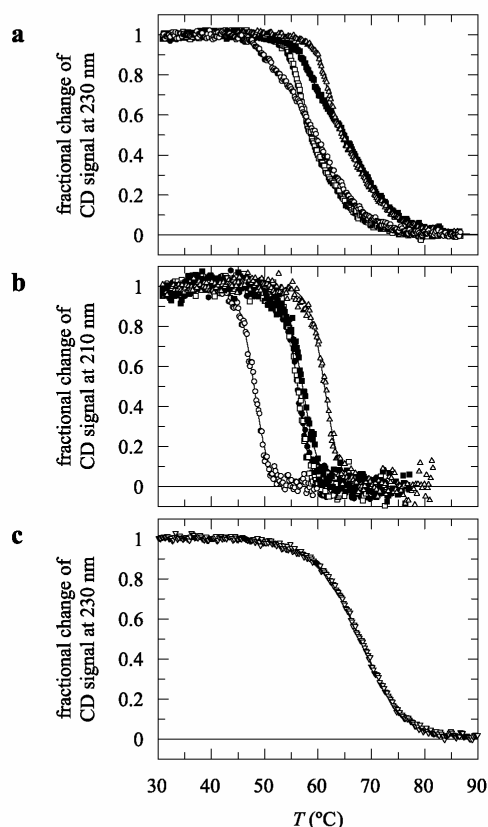 a
fractional change of
CD signal at 230 nm
1
0.8
0.6
0.4
0.2
0
b
fractional change of
CD signal at 210 nm
1
0.8
0.6
0.4
0.2
0
c
fractional change of
CD signal at 230 nm
1
0.8
0.6
0.4
0.2
0
30 40 50 60 70 80 90
T (ºC)